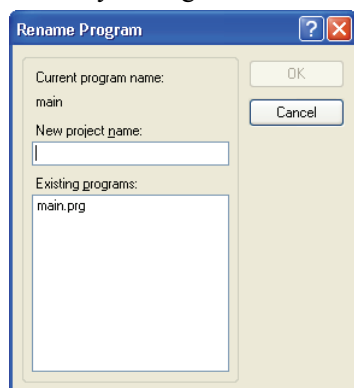 Rename Program
?
X
Current program name:
OK
main
Cancel
New project name:
Existing programs:
main.prg